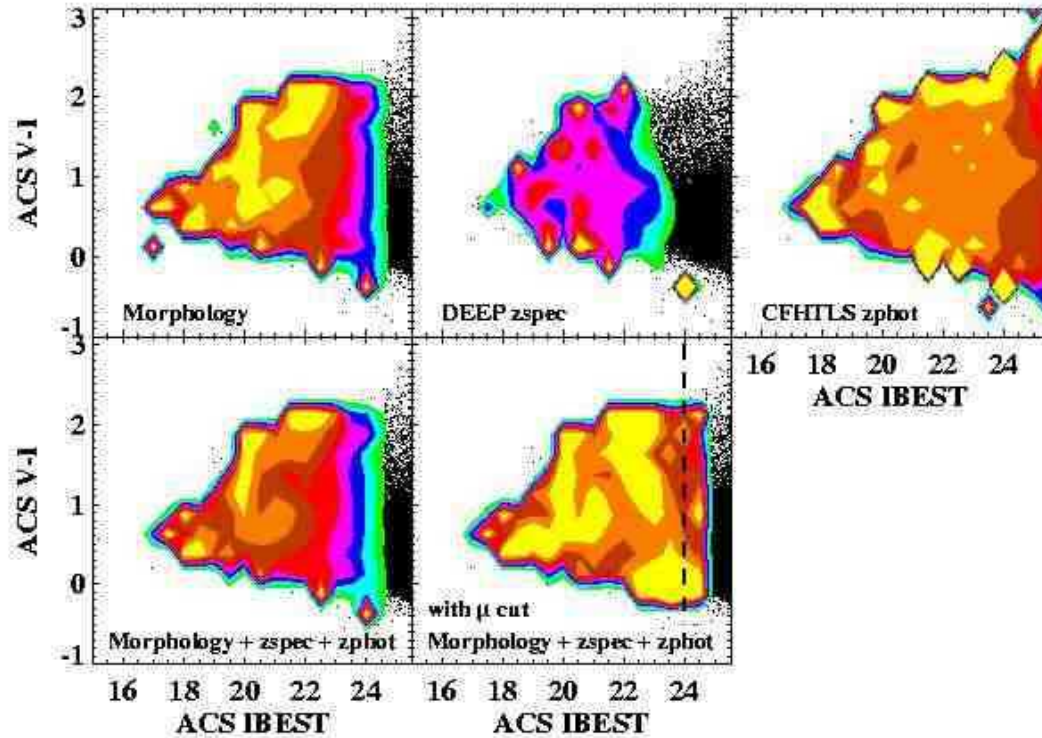 3
2
1
0
-1
ACS V-I
Morphology
DEEP zspec
CFHTLS zphot
16 18 20 22 24
ACS IBEST
3
2
1
0
-1
ACS V-I
Morphology + zspec + zphot
with μ cut
Morphology + zspec + zphot
16 18 20 22 24
ACS IBEST
16 18 20 22 24
ACS IBEST